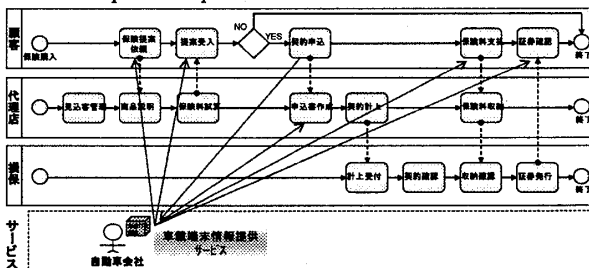 顧客
保険購入
保険提案
依頼
提案受入
NO
YES
契約申込
保険料支払
証券確認
終了
代理店
見込客管理
商品説明
保険料試算
申込書作成
契約計上
保険料収納
終了
損保
計上受付
契約確認
収納確認
証券発行
終了
サービス
自動車会社
車載端末情報提供
サービス